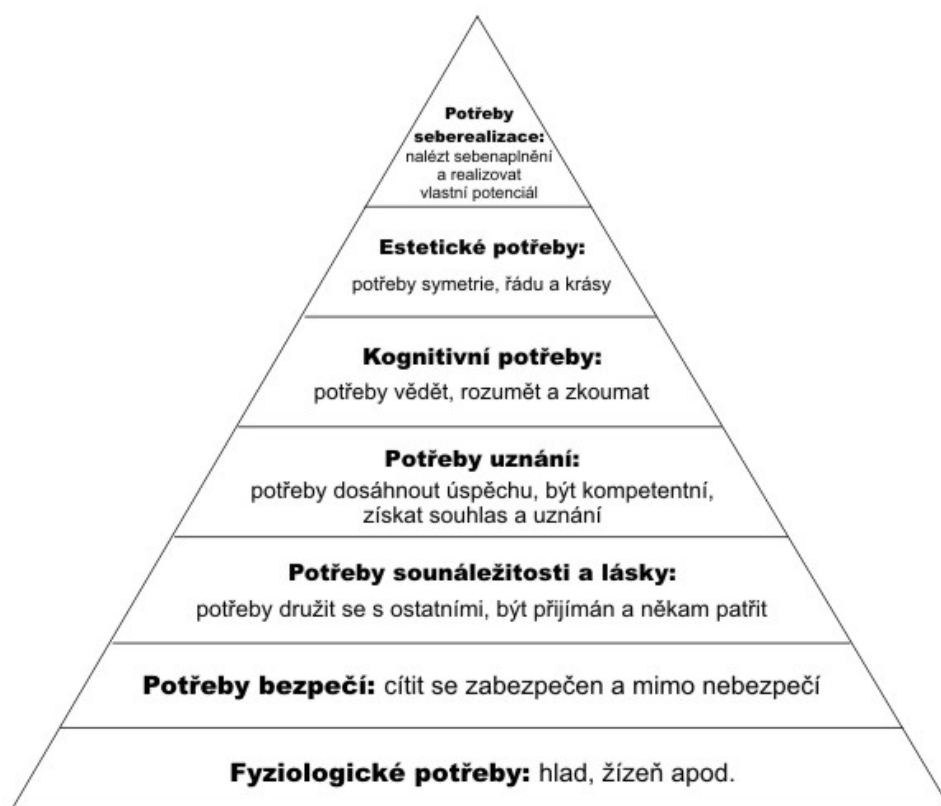 Potřeby
seberealizace:
nalézt sebenaplnění
a realizovat
vlastní potenciál
Estetické potřeby:
potřeby symetrie, řádu a krásy
Kognitivní potřeby:
potřeby vědět, rozumět a zkoumat
Potřeby uznání:
potřeby dosáhnout úspěchu, být kompetentní,
získat souhlas a uznání
Potřeby sounáležitosti a lásky:
potřeby družit se s ostatními, být přijímán a někam patřit
Potřeby bezpečí: cítit se zabezpečen a mimo nebezpečí
Fyziologické potřeby: hlad, žízeň apod.